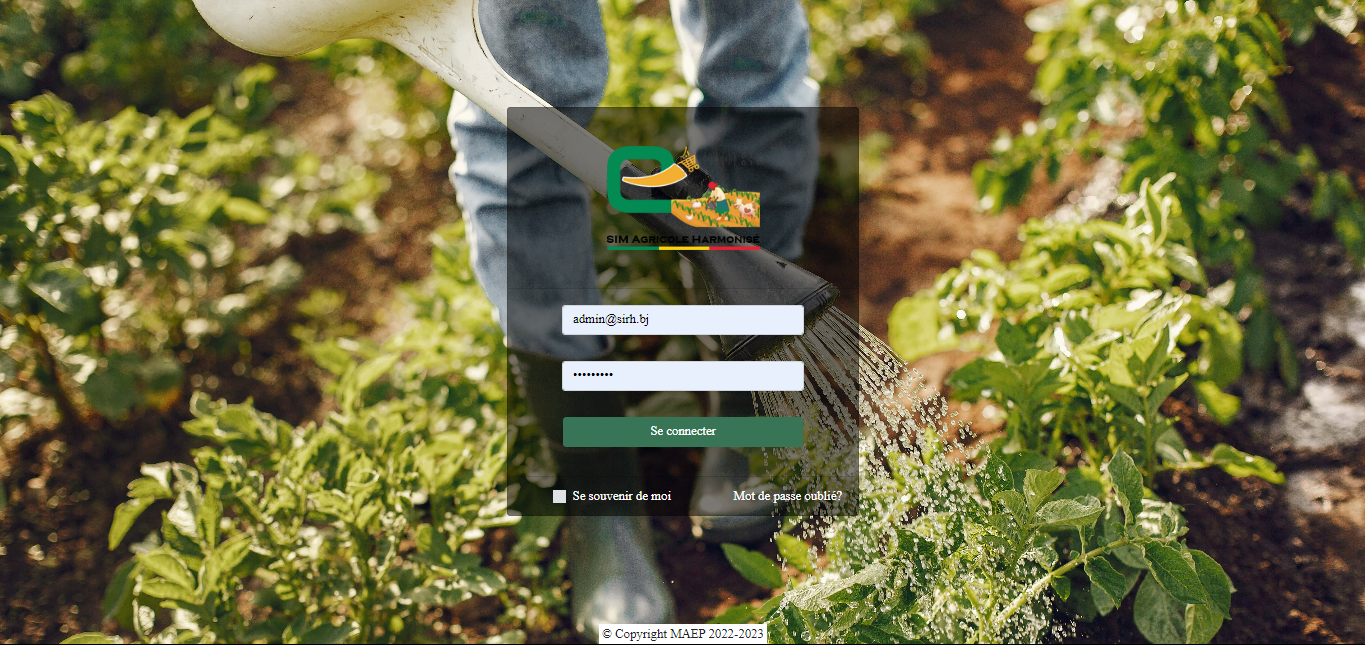 SIM AGRICOLE HARMONISÉ
admin@sirh.bj
•••••••••
Se connecter
Se souvenir de moi
Mot de passe oublié?
© Copyright MAEP 2022-2023